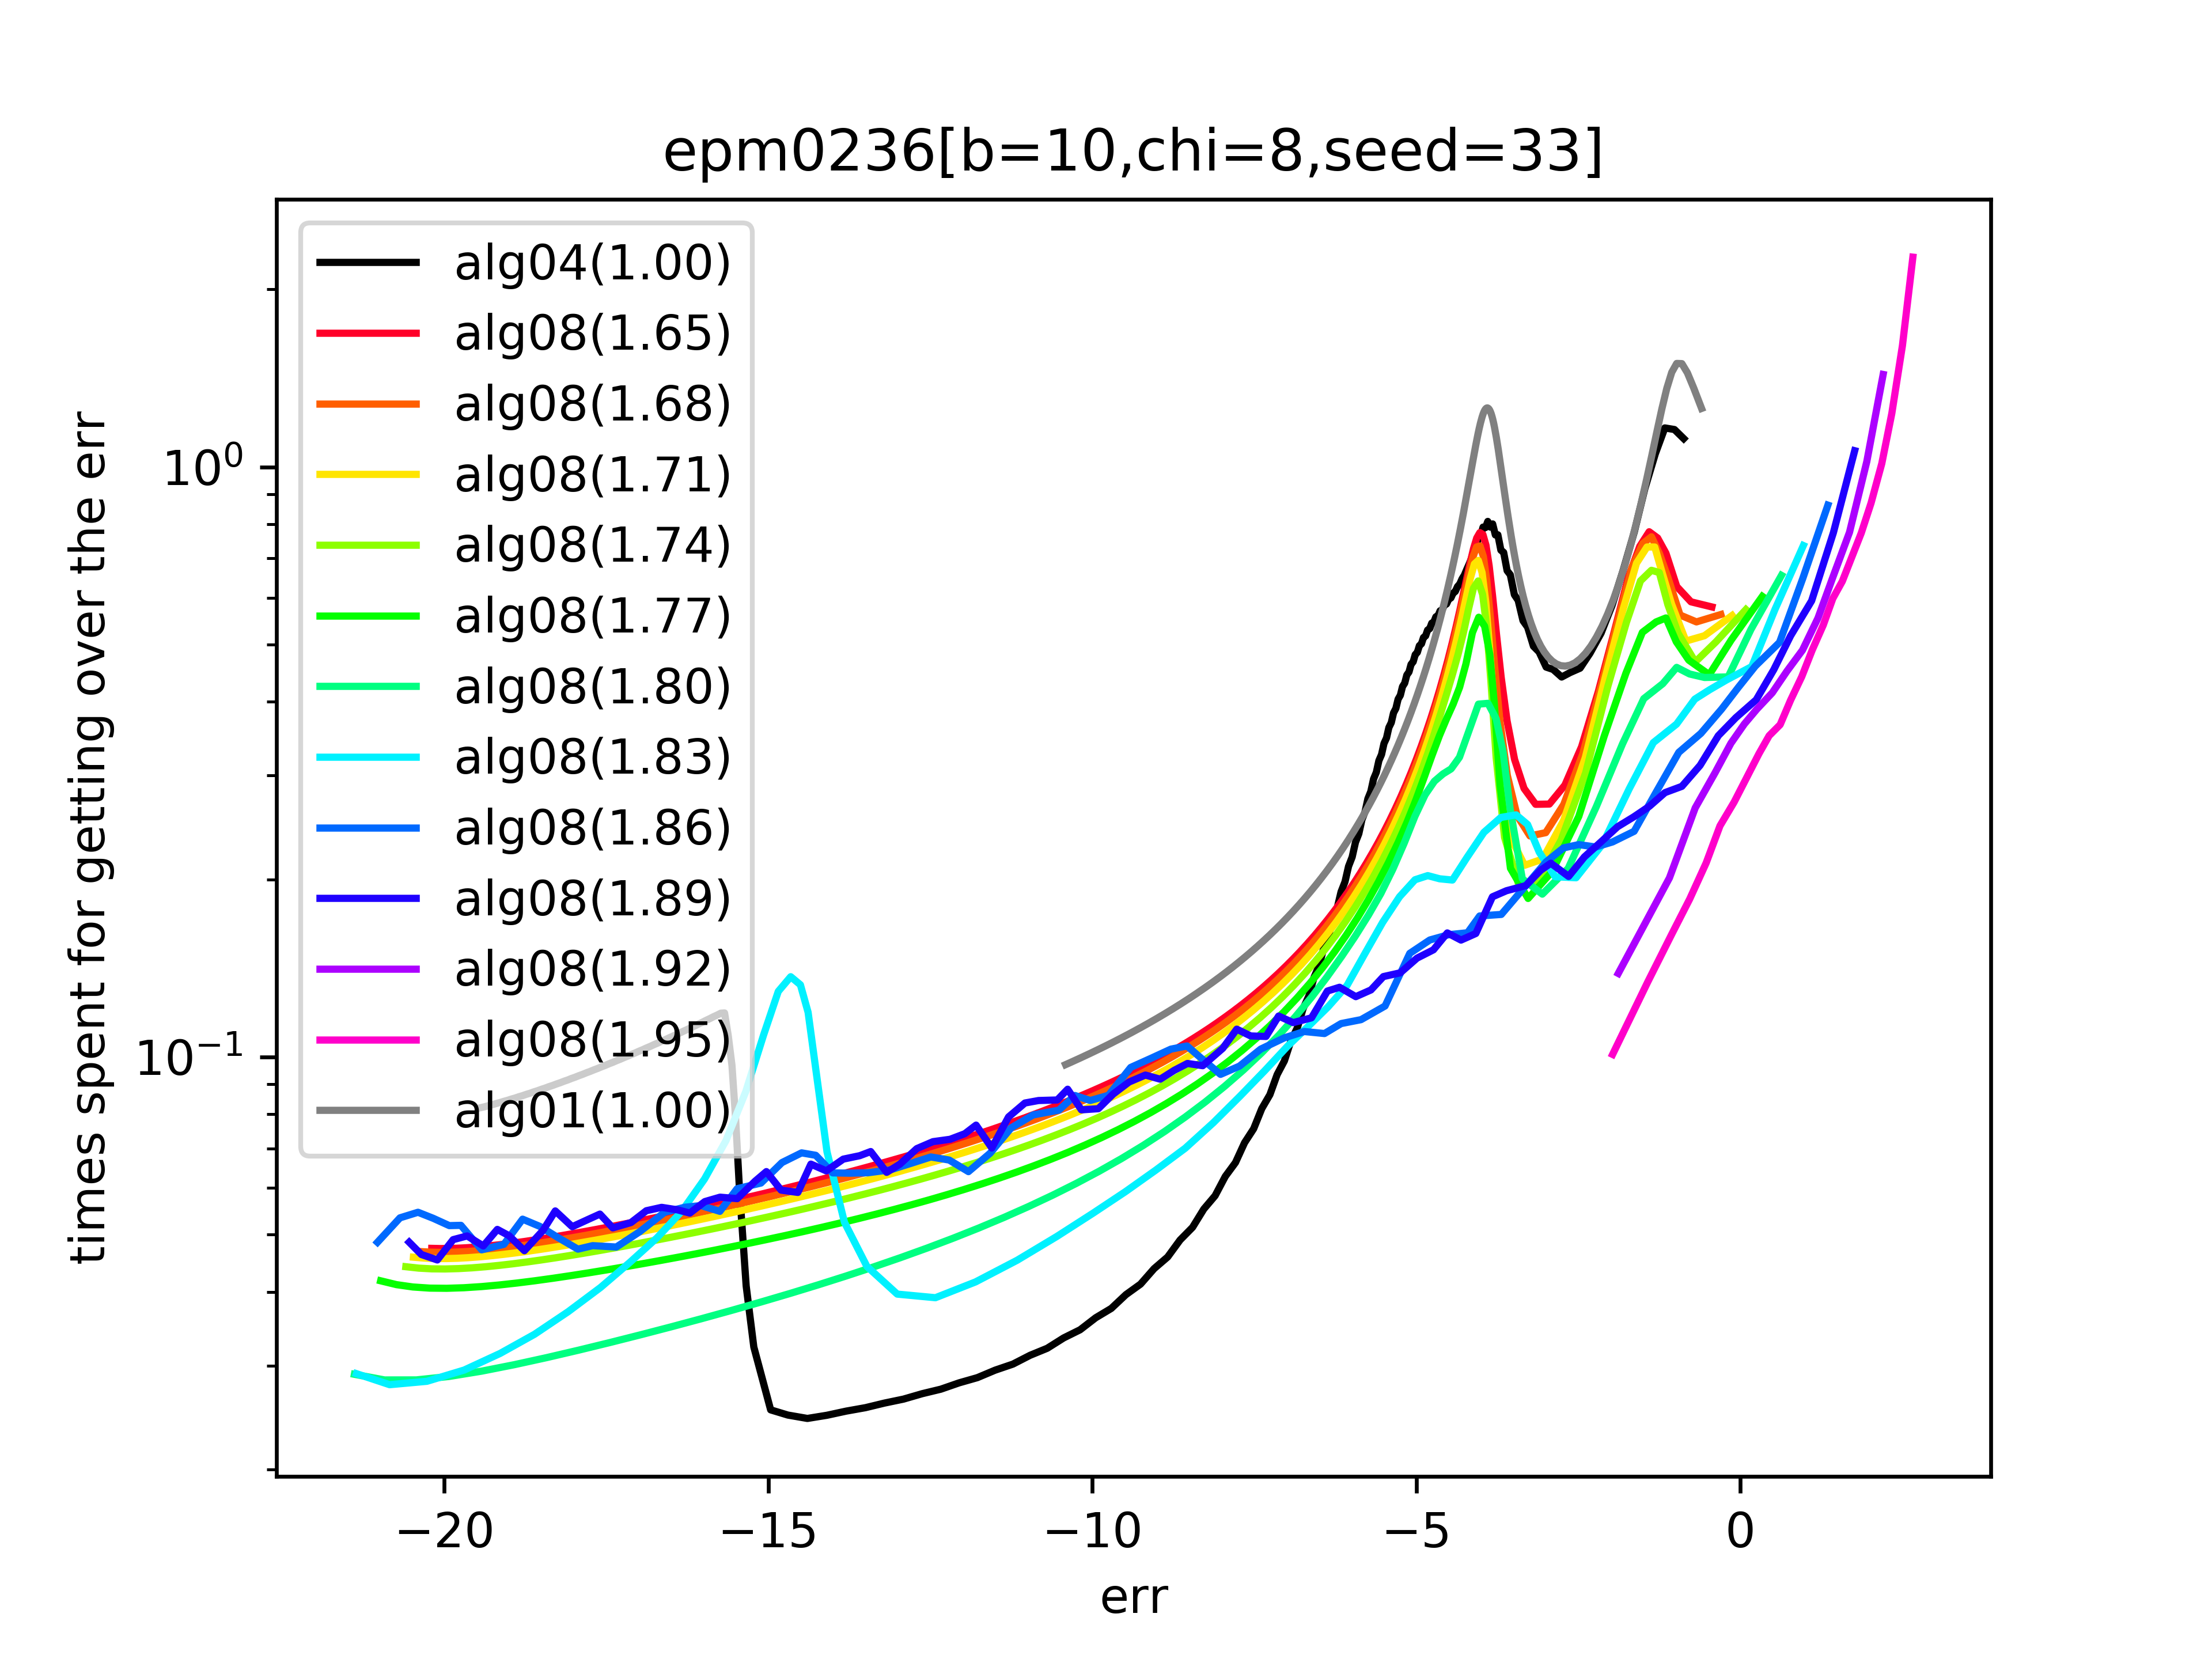 epm0236[b=10,chi=8,seed=33]
times spent for getting over the err
10⁰
10⁻¹
alg04(1.00)
alg08(1.65)
alg08(1.68)
alg08(1.71)
alg08(1.74)
alg08(1.77)
alg08(1.80)
alg08(1.83)
alg08(1.86)
alg08(1.89)
alg08(1.92)
alg08(1.95)
alg01(1.00)
−20 −15 −10 −5 0
err